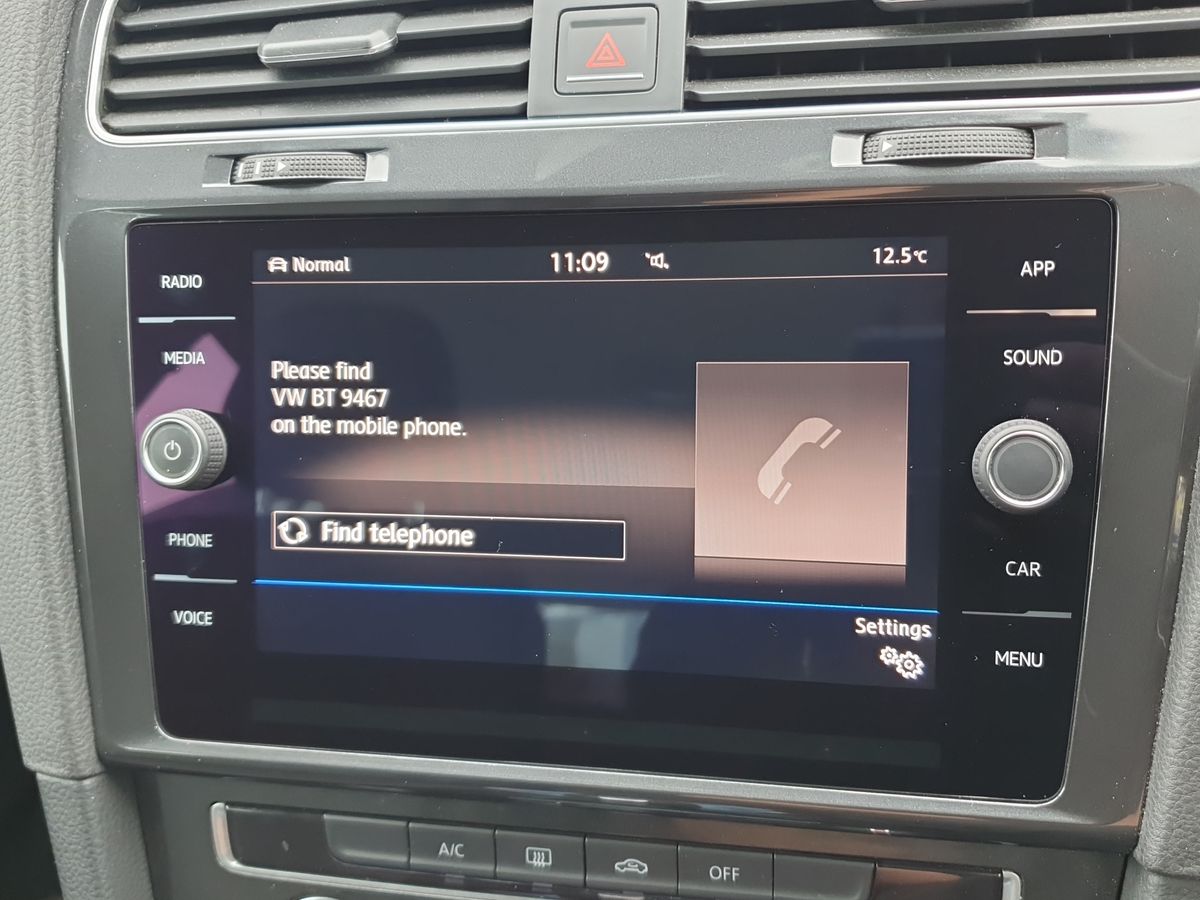 Normal 11:09 12.5°C
RADIO
MEDIA
PHONE
VOICE
Please find
VW BT 9467
on the mobile phone.
Find telephone
Settings
APP
SOUND
CAR
MENU
A/C
OFF